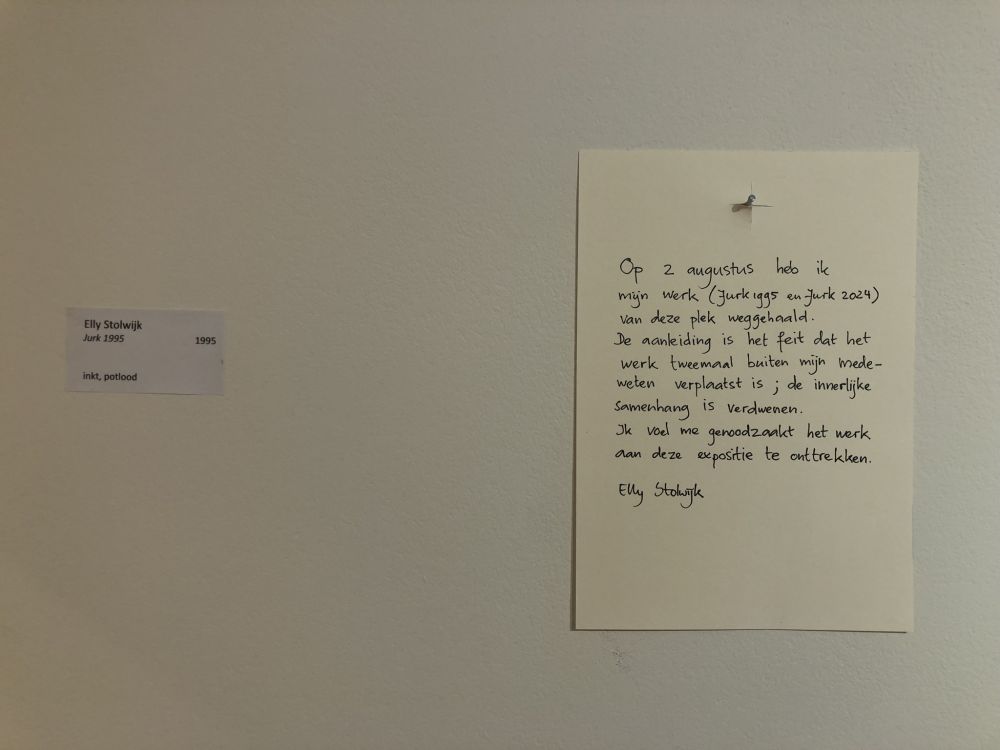 Elly Stolwijk
Jurk 1995 1995
inkt, potlood
Op 2 augustus heb ik
mijn werk (Jurk 1995 en Jurk 2024)
van deze plek weggehaald.
De aanleiding is het feit dat het
werk tweemaal buiten mijn mede-
weten verplaatst is ; de innerlijke
samenhang is verdwenen.
Ik voel me genoodzaakt het werk
aan deze expositie te onttrekken.
Elly Stolwijk